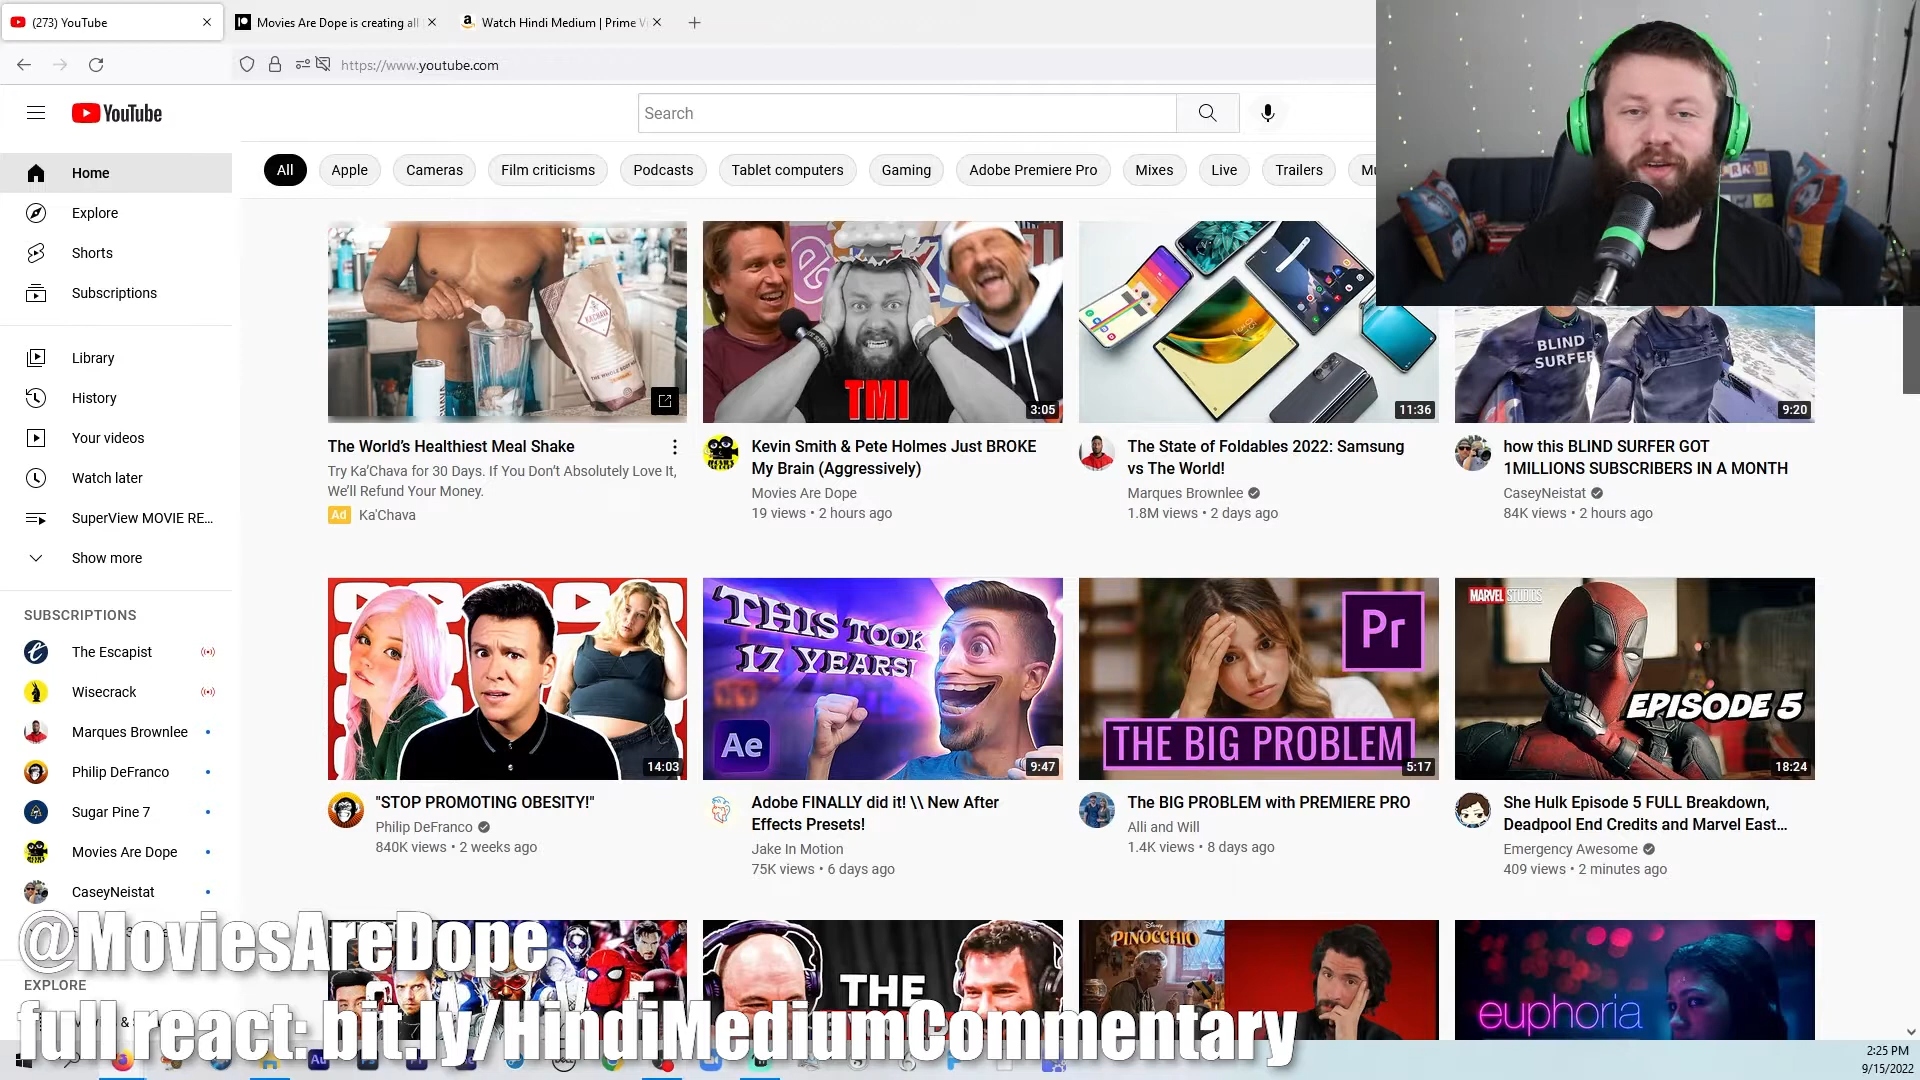 (273) YouTube
Movies Are Dope is creating all
Watch Hindi Medium | Prime Vi
https://www.youtube.com
YouTube
Search
All
Apple
Cameras
Film criticisms
Podcasts
Tablet computers
Gaming
Adobe Premiere Pro
Mixes
Live
Trailers
Home
Explore
Shorts
Subscriptions
Library
History
Your videos
Watch later
SuperView MOVIE RE...
Show more
SUBSCRIPTIONS
The Escapist
Wisecrack
Marques Brownlee
Philip DeFranco
Sugar Pine 7
Movies Are Dope
CaseyNeistat
EXPLORE
KA'CHAVA
The World's Healthiest Meal Shake
Try Ka'Chava for 30 Days. If You Don't Absolutely Love It,
We'll Refund Your Money.
Ad Ka'Chava
TMI
3:05
Kevin Smith & Pete Holmes Just BROKE
My Brain (Aggressively)
Movies Are Dope
19 views • 2 hours ago
11:36
The State of Foldables 2022: Samsung
vs The World!
Marques Brownlee
1.8M views • 2 days ago
BLIND
SURFER
9:20
how this BLIND SURFER GOT
1MILLIONS SUBSCRIBERS IN A MONTH
CaseyNeistat
84K views • 2 hours ago
14:03
"STOP PROMOTING OBESITY!"
Philip DeFranco
840K views • 2 weeks ago
THIS TOOK
17 YEARS!
Ae
9:47
Adobe FINALLY did it! \\ New After
Effects Presets!
Jake In Motion
75K views • 6 days ago
Pr
THE BIG PROBLEM
5:17
The BIG PROBLEM with PREMIERE PRO
Alli and Will
1.4K views • 8 days ago
MARVEL STUDIOS
EPISODE 5
18:24
She Hulk Episode 5 FULL Breakdown,
Deadpool End Credits and Marvel East...
Emergency Awesome
409 views • 2 minutes ago
THE
Disney
PINOCCHIO
euphoria
@MoviesAreDope
full react: bit.ly/HindiMediumCommentary
2:25 PM
9/15/2022